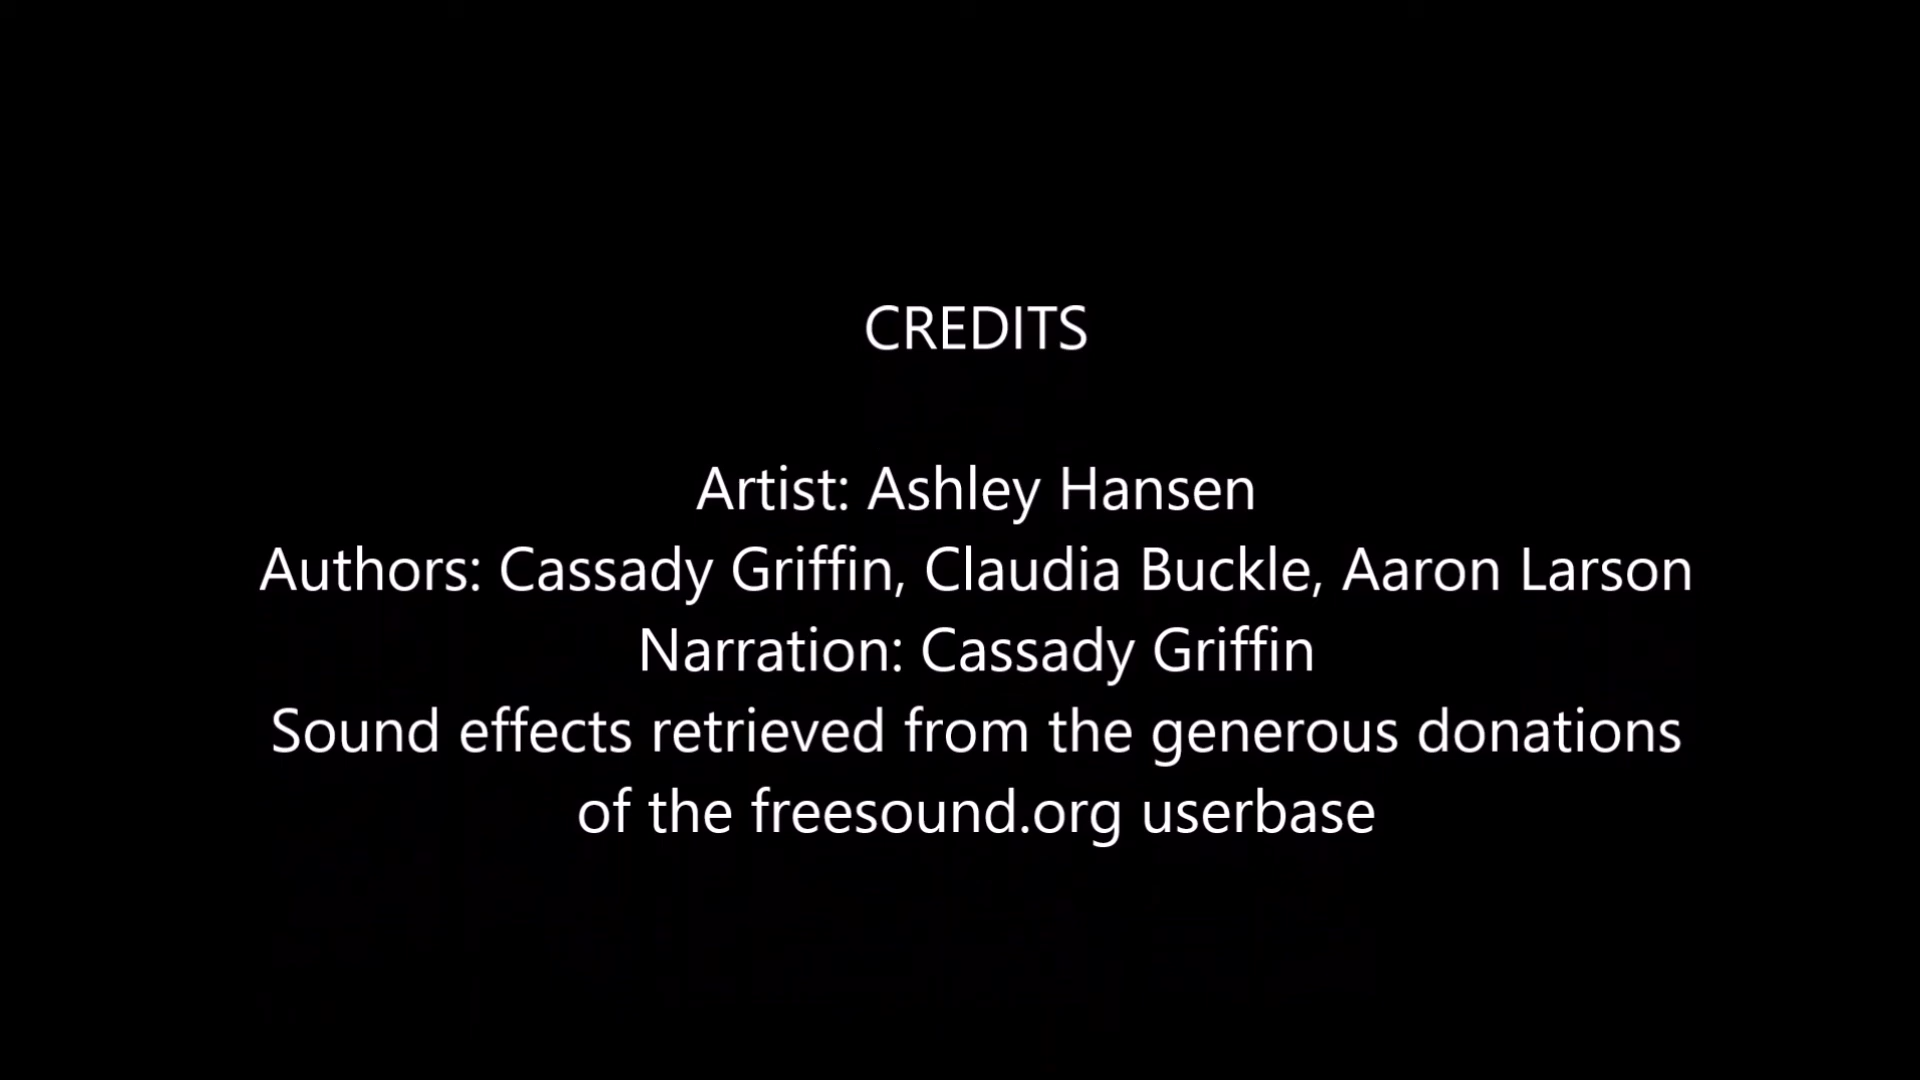 CREDITS
Artist: Ashley Hansen
Authors: Cassady Griffin, Claudia Buckle, Aaron Larson
Narration: Cassady Griffin
Sound effects retrieved from the generous donations
of the freesound.org userbase